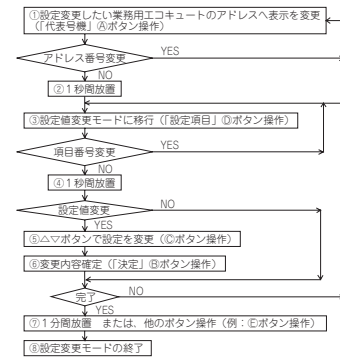 ①設定変更したい業務用エコキュートのアドレスへ表示を変更
（「代表号機」Ⓐボタン操作）
アドレス番号変更
YES
NO
②１秒間放置
③設定値変更モードに移行（「設定項目」Ⓓボタン操作）
項目番号変更
YES
NO
④１秒間放置
設定値変更
NO
YES
⑤△▽ボタンで設定を変更（Ⓒボタン操作）
⑥変更内容確定（「決定」Ⓑボタン操作）
完了
NO
YES
⑦１分間放置　または、他のボタン操作（例：Ⓔボタン操作）
⑧設定変更モードの終了